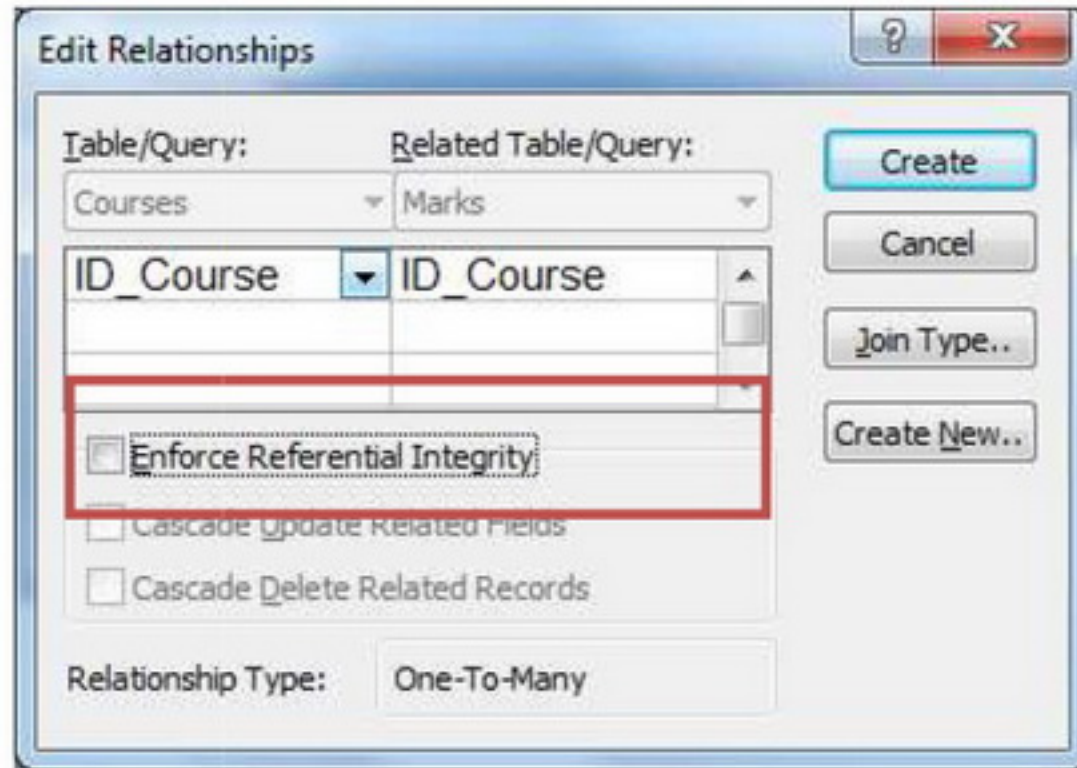 Edit Relationships
?
X
Table/Query:
Related Table/Query:
Courses
Marks
ID_Course
ID_Course
Enforce Referential Integrity
Cascade Update Related Fields
Cascade Delete Related Records
Relationship Type:
One-To-Many
Create
Cancel
Join Type..
Create New..